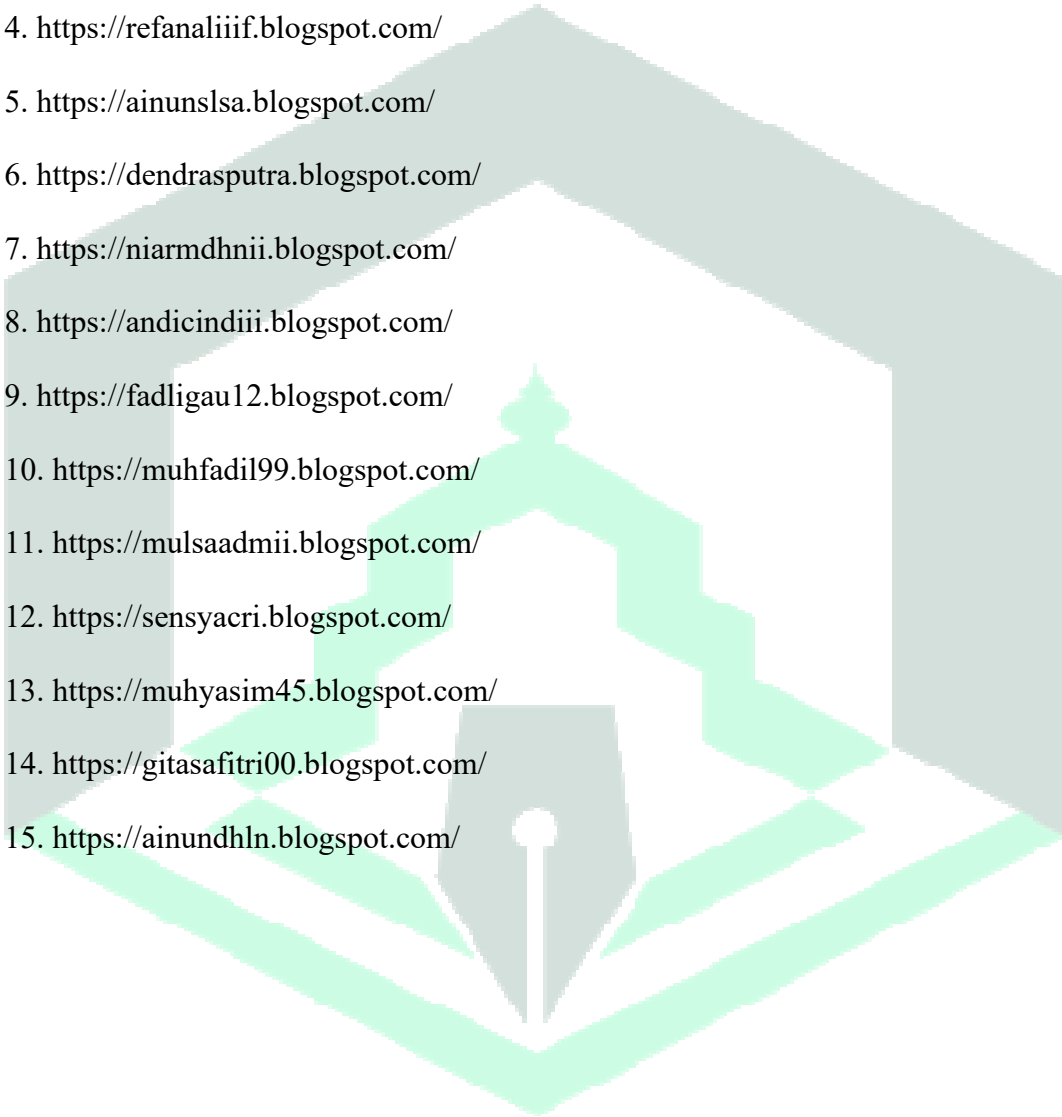 4. https://refanaliiif.blogspot.com/
5. https://ainunslsa.blogspot.com/
6. https://dendrasputra.blogspot.com/
7. https://niarmdhnii.blogspot.com/
8. https://andicindiii.blogspot.com/
9. https://fadligau12.blogspot.com/
10. https://muhfadil99.blogspot.com/
11. https://mulsaadmii.blogspot.com/
12. https://sensyacri.blogspot.com/
13. https://muhyasim45.blogspot.com/
14. https://gitasafitri00.blogspot.com/
15. https://ainundhln.blogspot.com/